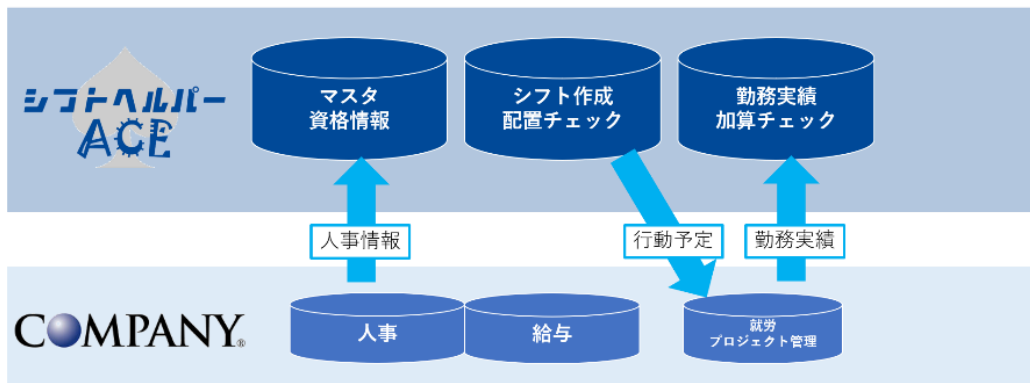 シフトヘルパー
ACE
マスタ
資格情報
シフト作成
配置チェック
勤務実績
加算チェック
人事情報
行動予定
勤務実績
COMPANY®
人事
給与
就労
プロジェクト管理